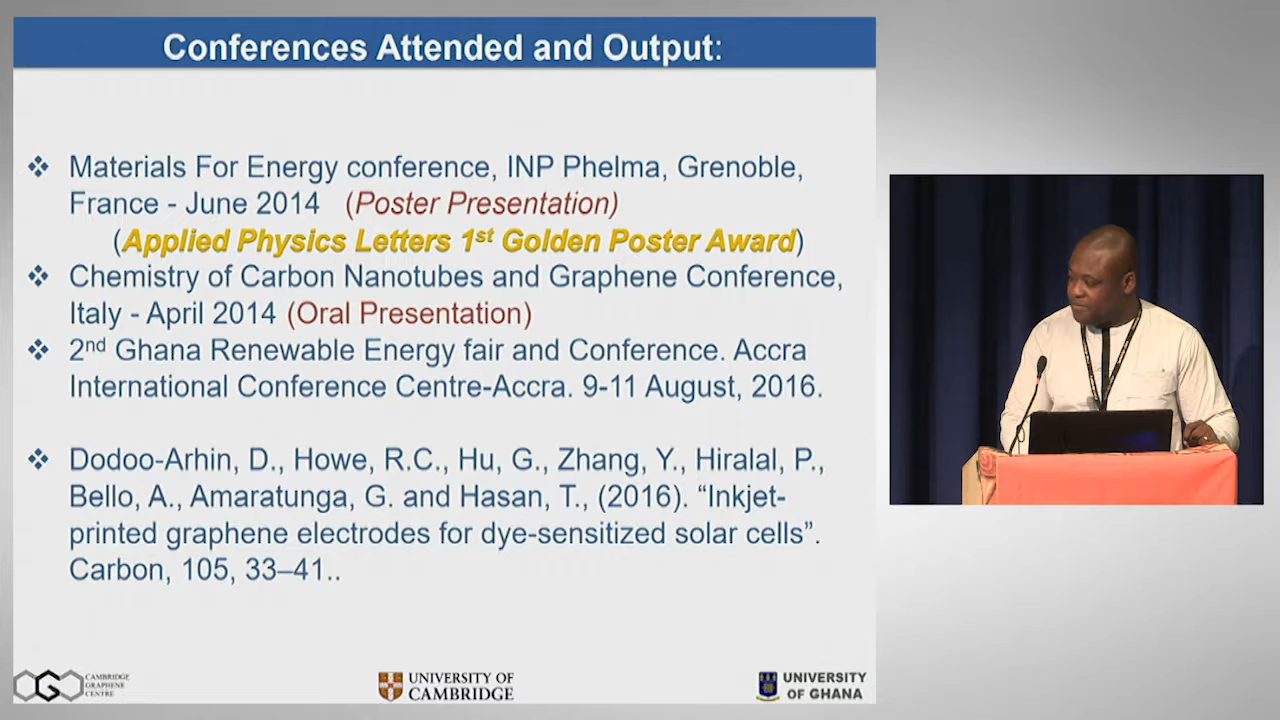 Conferences Attended and Output:
❖ Materials For Energy conference, INP Phelma, Grenoble,
France - June 2014 (Poster Presentation)
(Applied Physics Letters 1st Golden Poster Award)
❖ Chemistry of Carbon Nanotubes and Graphene Conference,
Italy - April 2014 (Oral Presentation)
❖ 2nd Ghana Renewable Energy fair and Conference. Accra
International Conference Centre-Accra. 9-11 August, 2016.
❖ Dodoo-Arhin, D., Howe, R.C., Hu, G., Zhang, Y., Hiralal, P.,
Bello, A., Amaratunga, G. and Hasan, T., (2016). “Inkjet-
printed graphene electrodes for dye-sensitized solar cells”.
Carbon, 105, 33–41..
CAMBRIDGE
GRAPHENE
CENTRE
UNIVERSITY OF
CAMBRIDGE
UNIVERSITY
OF GHANA